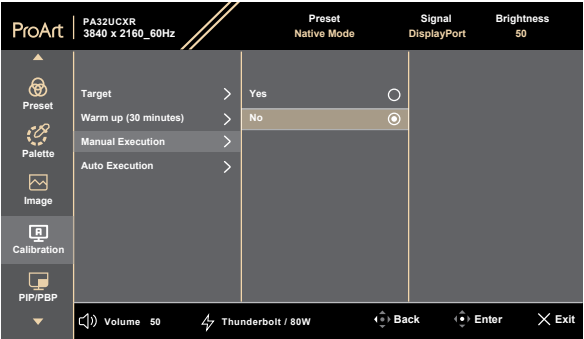 ProArt
PA32UCXR
3840 x 2160_60Hz
Preset
Native Mode
Signal
DisplayPort
Brightness
50
Preset
Palette
Image
Calibration
PIP/PBP
Target
Warm up (30 minutes)
Manual Execution
Auto Execution
Yes
No
Volume 50
Thunderbolt / 80W
Back
Enter
Exit